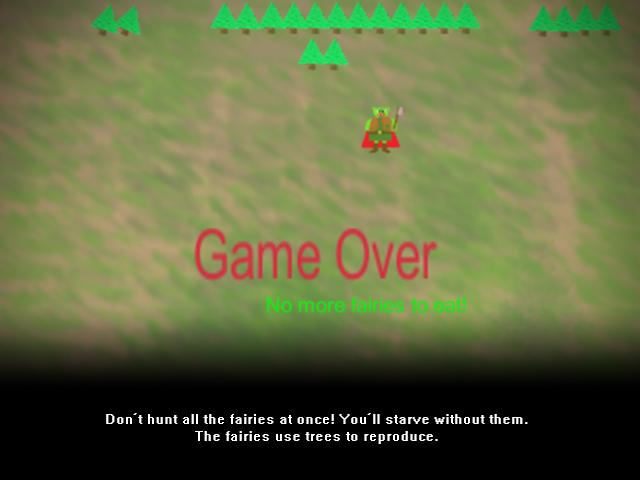 Game Over
No more fairies to eat!
Don´t hunt all the fairies at once! You´ll starve without them.
The fairies use trees to reproduce.